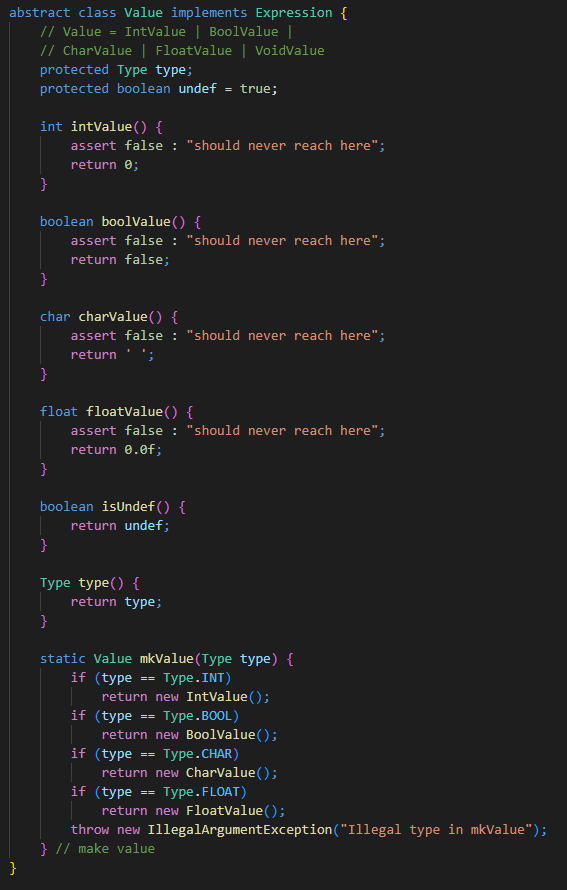 abstract class Value implements Expression {
    // Value = IntValue | BoolValue |
    // CharValue | FloatValue | VoidValue
    protected Type type;
    protected boolean undef = true;

    int intValue() {
        assert false : "should never reach here";
        return 0;
    }

    boolean boolValue() {
        assert false : "should never reach here";
        return false;
    }

    char charValue() {
        assert false : "should never reach here";
        return ' ';
    }

    float floatValue() {
        assert false : "should never reach here";
        return 0.0f;
    }

    boolean isUndef() {
        return undef;
    }

    Type type() {
        return type;
    }

    static Value mkValue(Type type) {
        if (type == Type.INT)
            return new IntValue();
        if (type == Type.BOOL)
            return new BoolValue();
        if (type == Type.CHAR)
            return new CharValue();
        if (type == Type.FLOAT)
            return new FloatValue();
        throw new IllegalArgumentException("Illegal type in mkValue");
    } // make value
}